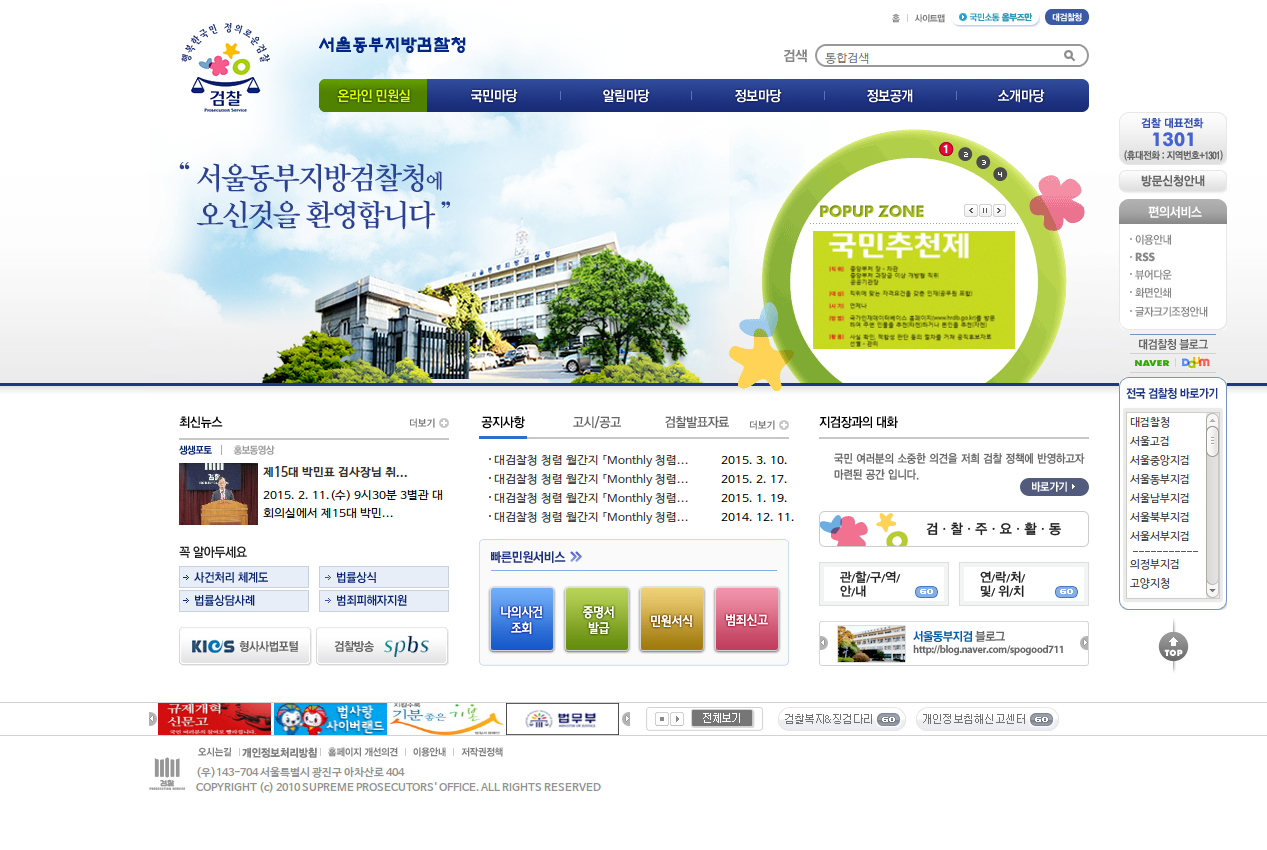 홈 사이트맵 국민소통 올부즈만 대검찰청
행복한국민 정의로운검찰
검찰
Prosecution Service
서울동부지방검찰청
검색 통합검색
온라인 민원실 국민마당 알림마당 정보마당 정보공개 소개마당
“ 서울동부지방검찰청에
오신것을 환영합니다 ”
1 2 3 4
POPUP ZONE
국민추천제
검찰 대표전화
1301
(휴대전화 : 지역번호+1301)
방문신청안내
편의서비스
· 이용안내
· RSS
· 뷰어다운
· 화면인쇄
· 글자크기조정안내
대검찰청 블로그
NAVER Daum
전국 검찰청 바로가기
대검찰청
서울고검
서울중앙지검
서울동부지검
서울남부지검
서울북부지검
서울서부지검
------------
의정부지검
고양지청
TOP
최신뉴스 더보기
생생포토 홍보동영상
제15대 박민표 검사장님 취...
2015. 2. 11. (수) 9시30분 3별관 대
회의실에서 제15대 박민...
꼭 알아두세요
사건처리 체계도 법률상식
법률상담사례 범죄피해자지원
KICS 형사사법포털 검찰방송 spbs
공지사항 고시/공고 검찰발표자료 더보기
· 대검찰청 청렴 월간지 「Monthly 청렴... 2015. 3. 10.
· 대검찰청 청렴 월간지 「Monthly 청렴... 2015. 2. 17.
· 대검찰청 청렴 월간지 「Monthly 청렴... 2015. 1. 19.
· 대검찰청 청렴 월간지 「Monthly 청렴... 2014. 12. 11.
빠른민원서비스
나의사건
조회
증명서
발급
민원서식
범죄신고
지검장과의 대화
국민 여러분의 소중한 의견을 저희 검찰 정책에 반영하고자
마련된 공간 입니다.
바로가기
검·찰·주·요·활·동
관/할/구/역/
안/내 GO
연/락/처/
및/ 위/치 GO
서울동부지검 블로그
http://blog.naver.com/spogood711
규제개혁
신문고
법사랑
사이버랜드
기분좋은
법무부
전체보기
검찰복지&징검다리 GO
개인정보침해신고센터 GO
오시는길 개인정보처리방침 홈페이지 개선의견 이용안내 저작권정책
검찰
PROSECUTION SERVICE
(우)143-704 서울특별시 광진구 아차산로 404
COPYRIGHT (c) 2010 SUPREME PROSECUTORS' OFFICE. ALL RIGHTS RESERVED